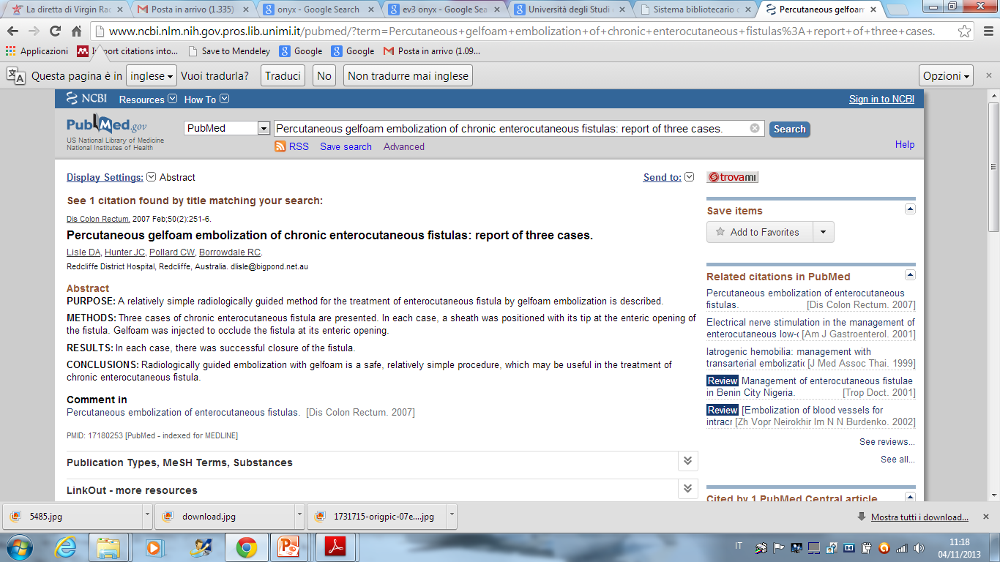 La diretta di Virgin Rac
Posta in arrivo (1.335)
onyx - Google Search
ev3 onyx - Google Sea
Università degli Studi
Sistema bibliotecario
Percutaneous gelfoam
www.ncbi.nlm.nih.gov.pros.lib.unimi.it/pubmed/?term=Percutaneous+gelfoam+embolization+of+chronic+enterocutaneous+fistulas%3A+report+of+three+cases.
Applicazioni
Import citations into...
Save to Mendeley
Google
Google
Posta in arrivo (1.09...
Questa pagina è in inglese Vuoi tradurla? Traduci No Non tradurre mai inglese Opzioni
NCBI Resources How To Sign in to NCBI
PubMed.gov
US National Library of Medicine
National Institutes of Health
PubMed
Percutaneous gelfoam embolization of chronic enterocutaneous fistulas: report of three cases.
Search
RSS Save search Advanced
Help
Display Settings: Abstract
Send to:
See 1 citation found by title matching your search:
Dis Colon Rectum. 2007 Feb;50(2):251-6.
Percutaneous gelfoam embolization of chronic enterocutaneous fistulas: report of three cases.
Lisle DA, Hunter JC, Pollard CW, Borrowdale RC.
Redcliffe District Hospital, Redcliffe, Australia. dlisle@bigpond.net.au
Abstract
PURPOSE: A relatively simple radiologically guided method for the treatment of enterocutaneous fistula by gelfoam embolization is described.
METHODS: Three cases of chronic enterocutaneous fistula are presented. In each case, a sheath was positioned with its tip at the enteric opening of
the fistula. Gelfoam was injected to occlude the fistula at its enteric opening.
RESULTS: In each case, there was successful closure of the fistula.
CONCLUSIONS: Radiologically guided embolization with gelfoam is a safe, relatively simple procedure, which may be useful in the treatment of
chronic enterocutaneous fistula.
Comment in
Percutaneous embolization of enterocutaneous fistulas. [Dis Colon Rectum. 2007]
PMID: 17180253 [PubMed - indexed for MEDLINE]
Publication Types, MeSH Terms, Substances
LinkOut - more resources
trovami
Save items
Add to Favorites
Related citations in PubMed
Percutaneous embolization of enterocutaneous
fistulas. [Dis Colon Rectum. 2007]
Electrical nerve stimulation in the management of
enterocutaneous low-c [Am J Gastroenterol. 2001]
Iatrogenic hemobilia: management with
transarterial embolizatic [J Med Assoc Thai. 1999]
Review Management of enterocutaneous fistulae
in Benin City Nigeria. [Trop Doct. 2001]
Review [Embolization of blood vessels for
intracr [Zh Vopr Neirokhir Im N N Burdenko. 2002]
See reviews...
See all...
Cited by 1 PubMed Central article
5485.jpg
download.jpg
1731715-origpic-07e....jpg
Mostra tutti i download...
IT
11:18
04/11/2013